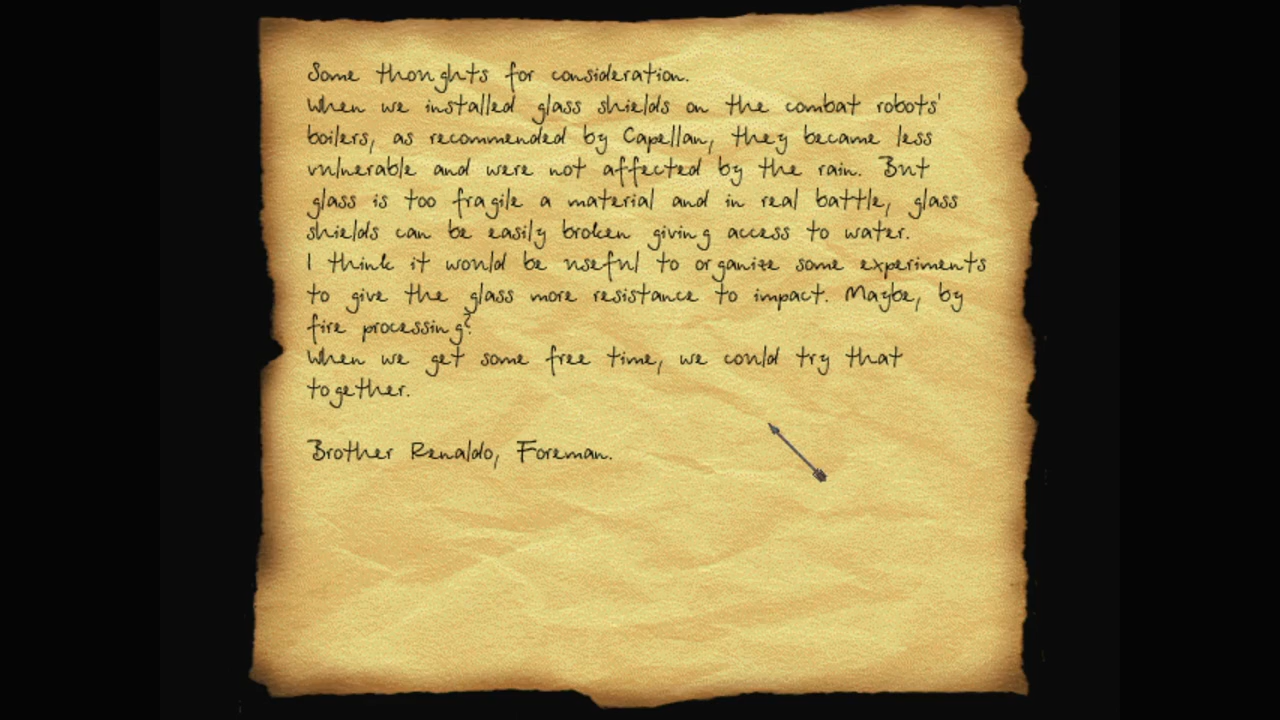 Some thoughts for consideration.
When we installed glass shields on the combat robots'
boilers, as recommended by Capellan, they became less
vulnerable and were not affected by the rain. But
glass is too fragile a material and in real battle, glass
shields can be easily broken giving access to water.
I think it would be useful to organize some experiments
to give the glass more resistance to impact. Maybe, by
fire processing?
When we get some free time, we could try that
together.
Brother Renaldo, Foreman.